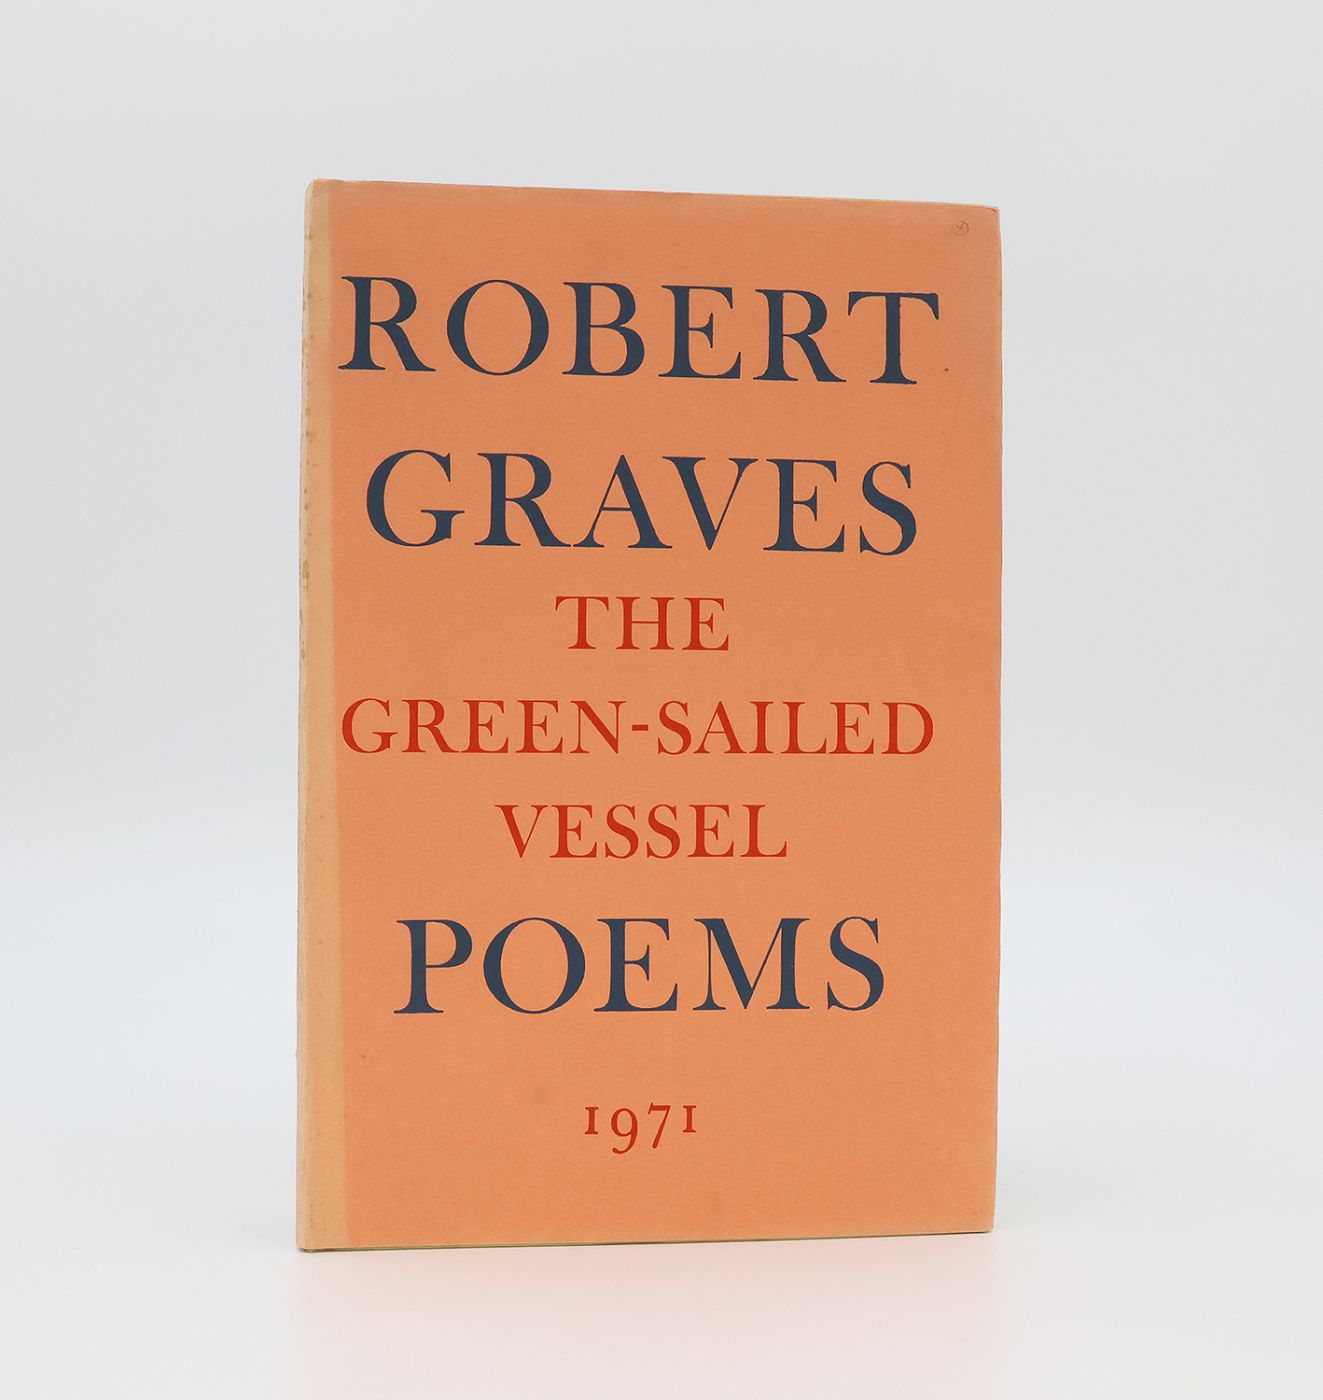 ROBERT
GRAVES
THE
GREEN-SAILED
VESSEL
POEMS
1971